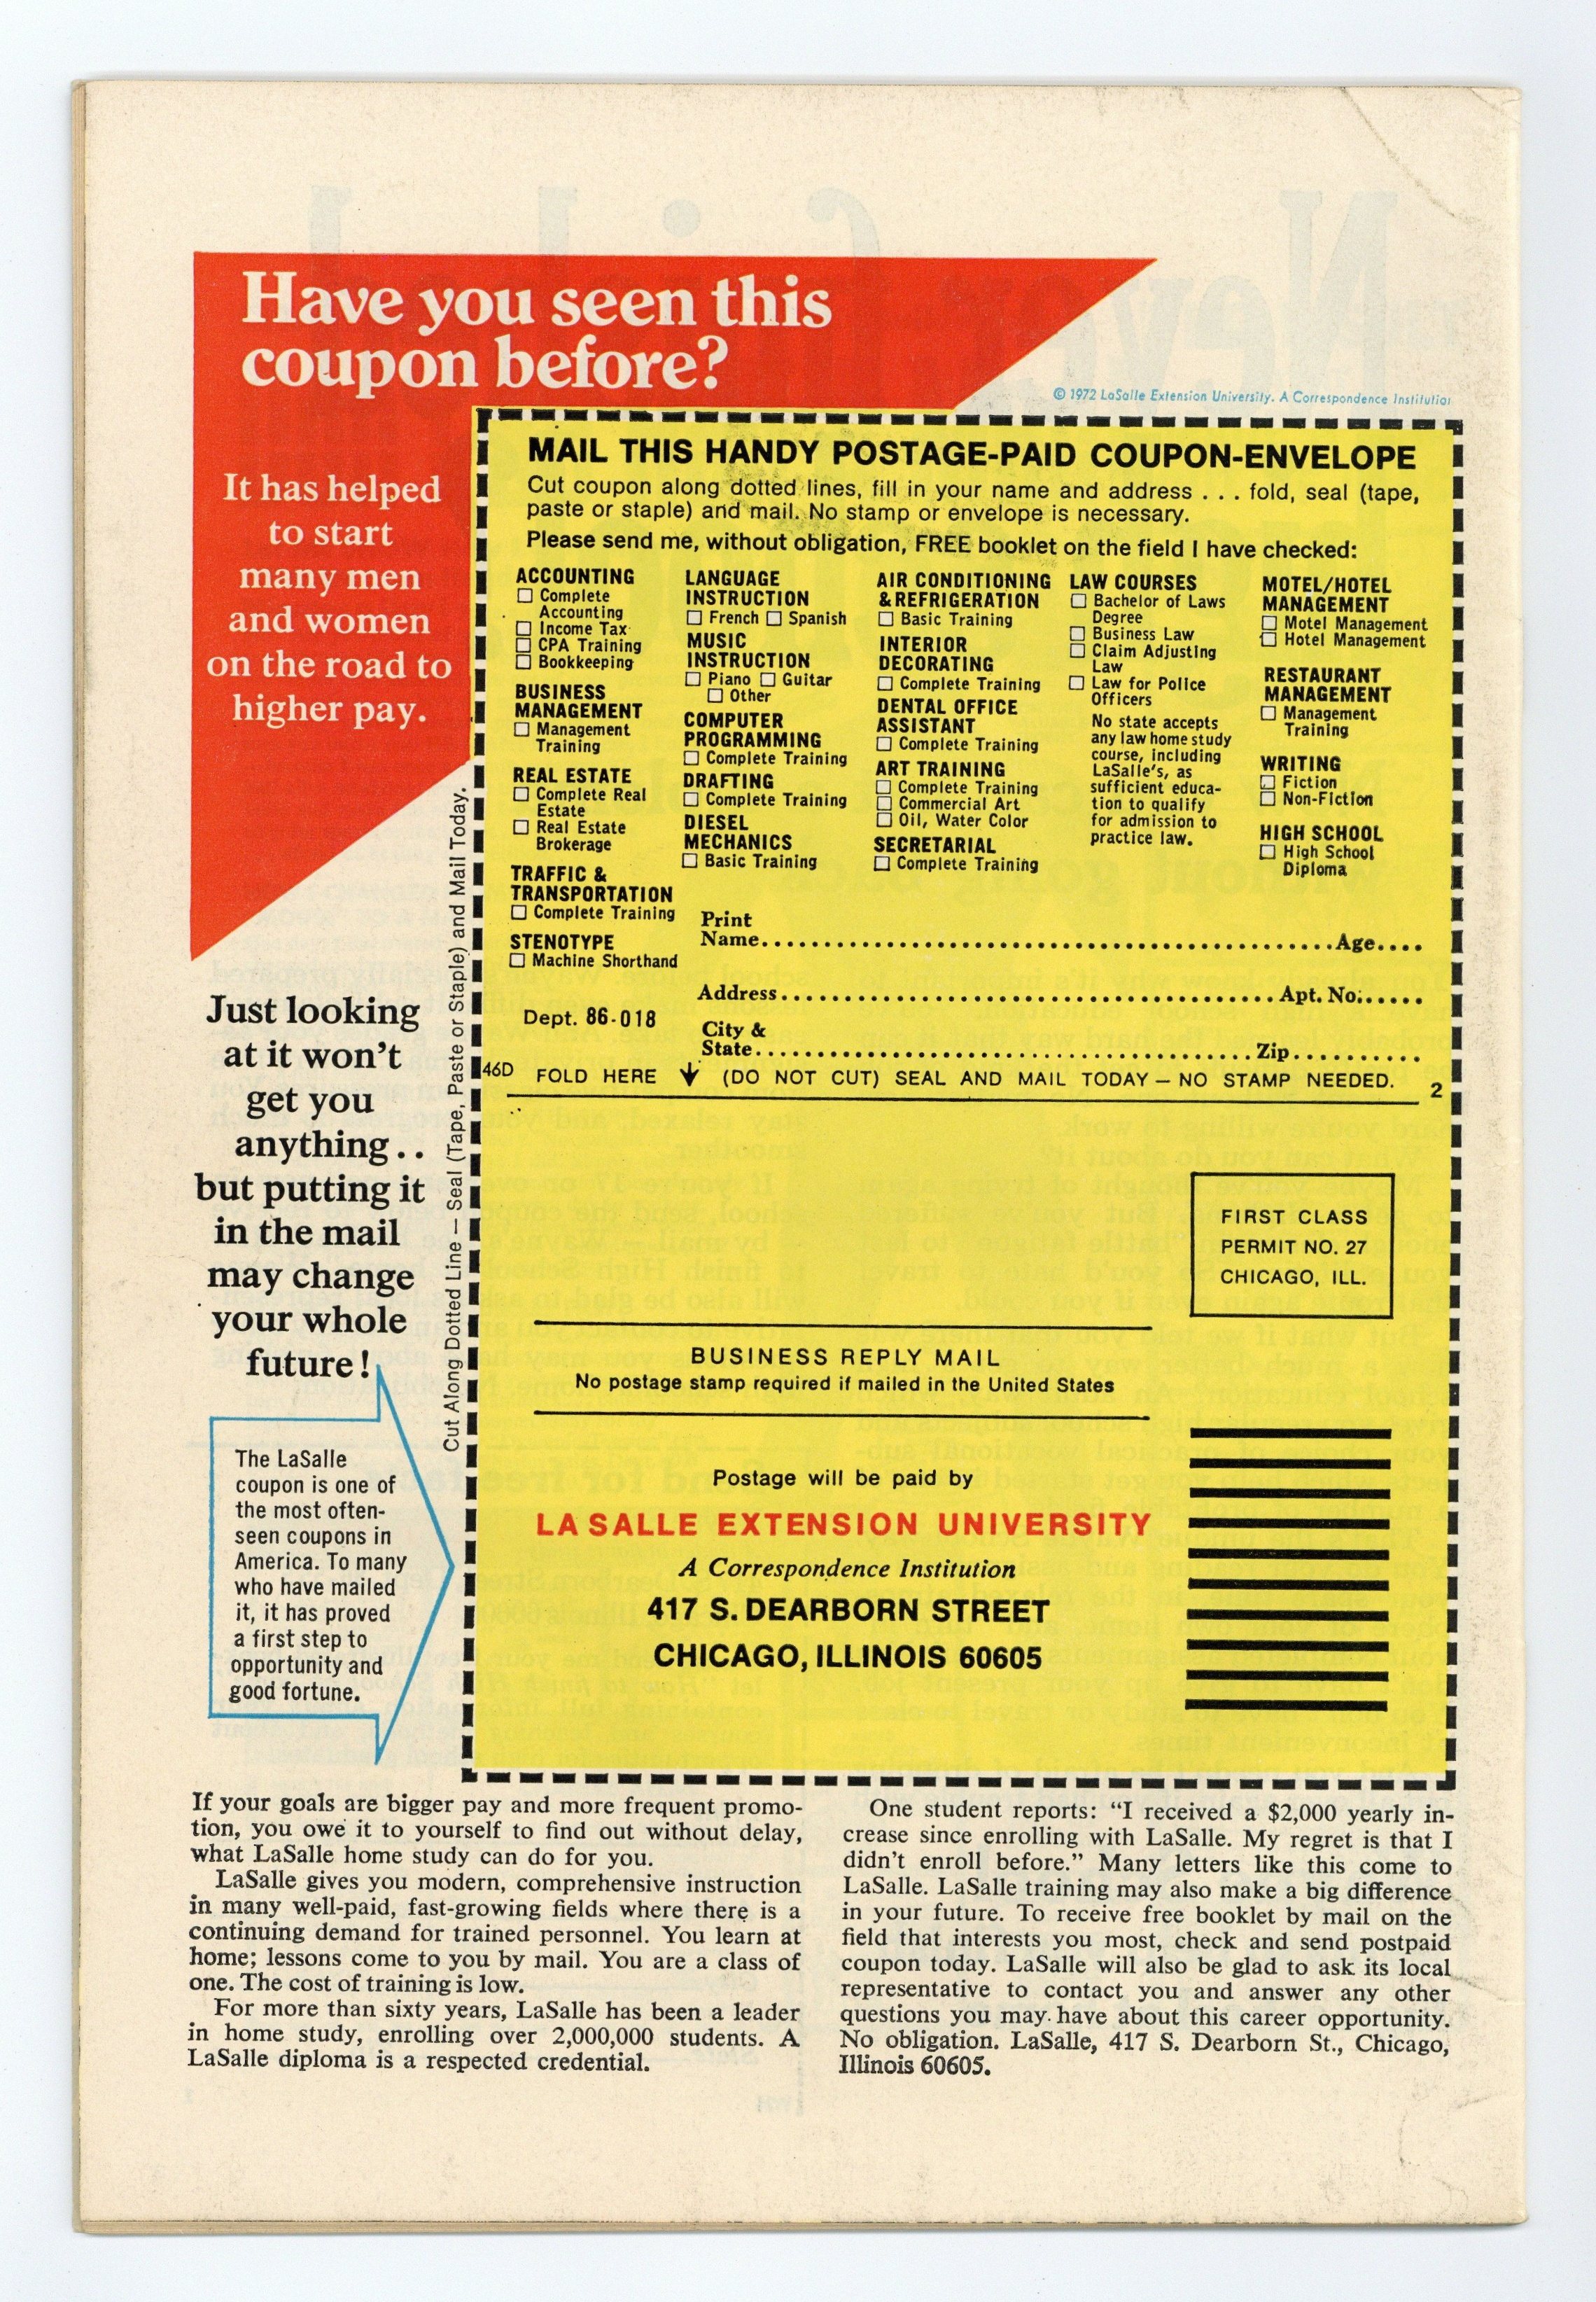 Have you seen this
coupon before?
It has helped
to start
many men
and women
on the road to
higher pay.
© 1972 LaSalle Extension University. A Correspondence Institution
MAIL THIS HANDY POSTAGE-PAID COUPON-ENVELOPE
Cut coupon along dotted lines, fill in your name and address . . . fold, seal (tape,
paste or staple) and mail. No stamp or envelope is necessary.
Please send me, without obligation, FREE booklet on the field I have checked:
ACCOUNTING
☐ Complete
Accounting
☐ Income Tax
☐ CPA Training
☐ Bookkeeping
BUSINESS
MANAGEMENT
☐ Management
Training
REAL ESTATE
☐ Complete Real
Estate
☐ Real Estate
Brokerage
TRAFFIC &
TRANSPORTATION
☐ Complete Training
STENOTYPE
☐ Machine Shorthand
LANGUAGE
INSTRUCTION
☐ French ☐ Spanish
MUSIC
INSTRUCTION
☐ Piano ☐ Guitar
☐ Other
COMPUTER
PROGRAMMING
☐ Complete Training
DRAFTING
☐ Complete Training
DIESEL
MECHANICS
☐ Basic Training
AIR CONDITIONING
& REFRIGERATION
☐ Basic Training
INTERIOR
DECORATING
☐ Complete Training
DENTAL OFFICE
ASSISTANT
☐ Complete Training
ART TRAINING
☐ Complete Training
☐ Commercial Art
☐ Oil, Water Color
SECRETARIAL
☐ Complete Training
LAW COURSES
☐ Bachelor of Laws
Degree
☐ Business Law
☐ Claim Adjusting
Law
☐ Law for Police
Officers
No state accepts
any law home study
course, including
LaSalle's, as
sufficient educa-
tion to qualify
for admission to
practice law.
MOTEL/HOTEL
MANAGEMENT
☐ Motel Management
☐ Hotel Management
RESTAURANT
MANAGEMENT
☐ Management
Training
WRITING
☐ Fiction
☐ Non-Fiction
HIGH SCHOOL
☐ High School
Diploma
Print
Name.....Age....
Address.....Apt. No......
Dept. 86-018
City &
State.....Zip..........
46D FOLD HERE ↓ (DO NOT CUT) SEAL AND MAIL TODAY — NO STAMP NEEDED. 2
Cut Along Dotted Line — Seal (Tape, Paste or Staple) and Mail Today.
Just looking
at it won't
get you
anything . .
but putting it
in the mail
may change
your whole
future!
The LaSalle
coupon is one of
the most often-
seen coupons in
America. To many
who have mailed
it, it has proved
a first step to
opportunity and
good fortune.
FIRST CLASS
PERMIT NO. 27
CHICAGO, ILL.
BUSINESS REPLY MAIL
No postage stamp required if mailed in the United States
Postage will be paid by
LA SALLE EXTENSION UNIVERSITY
A Correspondence Institution
417 S. DEARBORN STREET
CHICAGO, ILLINOIS 60605
If your goals are bigger pay and more frequent promo-
tion, you owe it to yourself to find out without delay,
what LaSalle home study can do for you.
LaSalle gives you modern, comprehensive instruction
in many well-paid, fast-growing fields where there is a
continuing demand for trained personnel. You learn at
home; lessons come to you by mail. You are a class of
one. The cost of training is low.
For more than sixty years, LaSalle has been a leader
in home study, enrolling over 2,000,000 students. A
LaSalle diploma is a respected credential.
One student reports: "I received a $2,000 yearly in-
crease since enrolling with LaSalle. My regret is that I
didn't enroll before." Many letters like this come to
LaSalle. LaSalle training may also make a big difference
in your future. To receive free booklet by mail on the
field that interests you most, check and send postpaid
coupon today. LaSalle will also be glad to ask its local
representative to contact you and answer any other
questions you may have about this career opportunity.
No obligation. LaSalle, 417 S. Dearborn St., Chicago,
Illinois 60605.